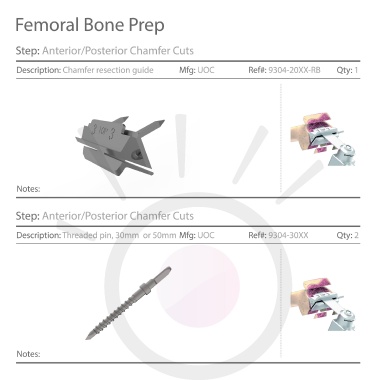 Femoral Bone Prep
Step: Anterior/Posterior Chamfer Cuts
Description: Chamfer resection guide Mfg: UOC Ref#: 9304-20XX-RB Qty: 1
Notes:
Step: Anterior/Posterior Chamfer Cuts
Description: Threaded pin, 30mm or 50mm Mfg: UOC Ref#: 9304-30XX Qty: 2
Notes: